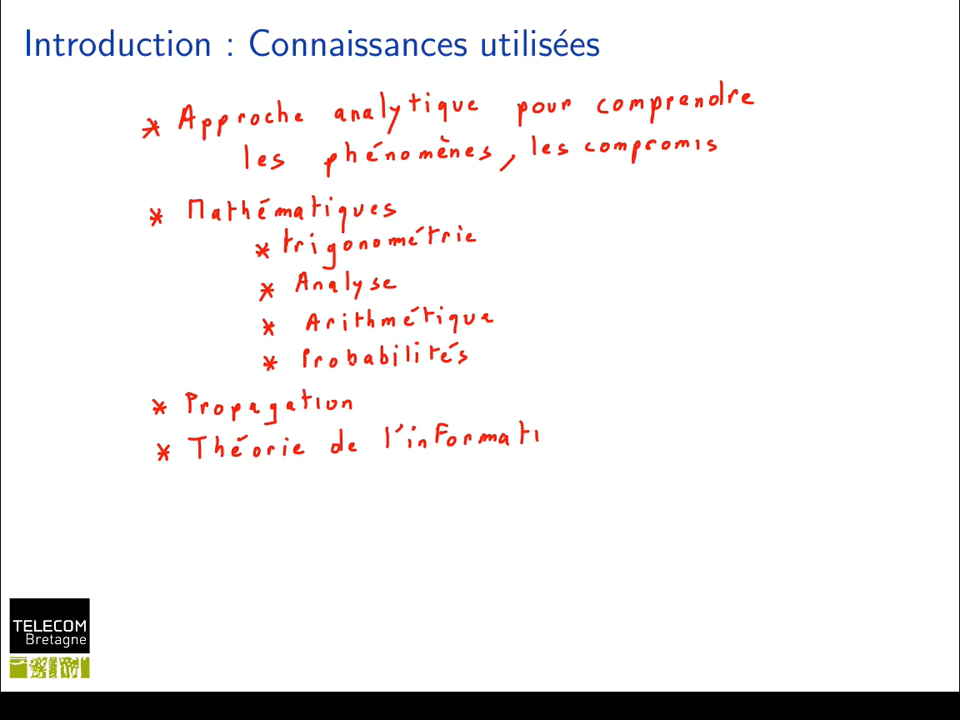 Introduction : Connaissances utilisées
* Approche analytique pour comprendre
les phénomènes, les compromis
* Mathématiques
* trigonométrie
* Analyse
* Arithmétique
* Probabilités
* Propagation
* Théorie de l'informati
TELECOM
Bretagne